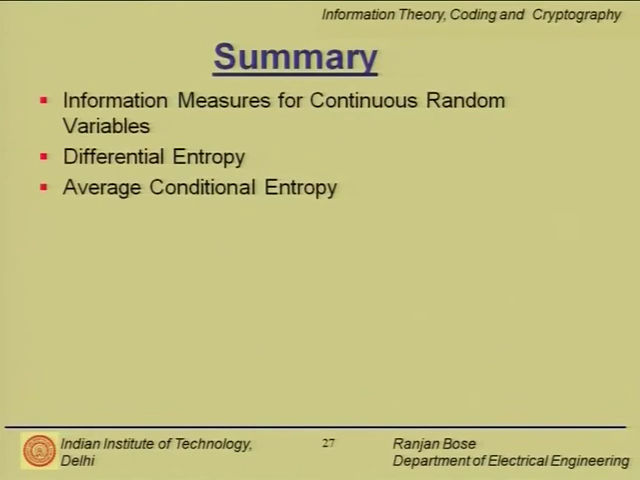 Information Theory, Coding and Cryptography
Summary
Information Measures for Continuous Random
Variables
Differential Entropy
Average Conditional Entropy
Indian Institute of Technology,
Delhi
27
Ranjan Bose
Department of Electrical Engineering